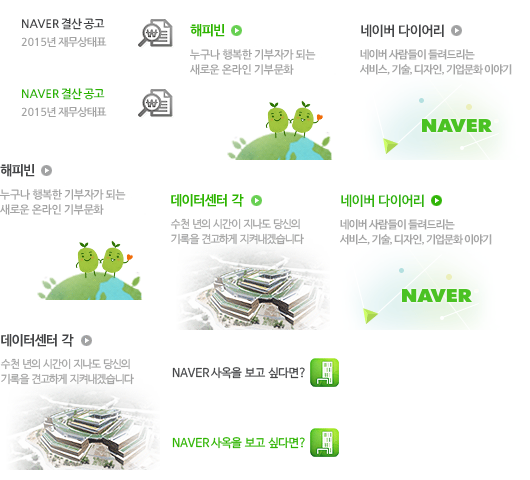 NAVER 결산 공고
2015년 재무상태표
해피빈
누구나 행복한 기부자가 되는
새로운 온라인 기부문화
네이버 다이어리
네이버 사람들이 들려드리는
서비스, 기술, 디자인, 기업문화 이야기
NAVER
NAVER 결산 공고
2015년 재무상태표
해피빈
누구나 행복한 기부자가 되는
새로운 온라인 기부문화
데이터센터 각
수천 년의 시간이 지나도 당신의
기록을 견고하게 지켜내겠습니다
네이버 다이어리
네이버 사람들이 들려드리는
서비스, 기술, 디자인, 기업문화 이야기
NAVER
데이터센터 각
수천 년의 시간이 지나도 당신의
기록을 견고하게 지켜내겠습니다
NAVER 사옥을 보고 싶다면?
NAVER 사옥을 보고 싶다면?